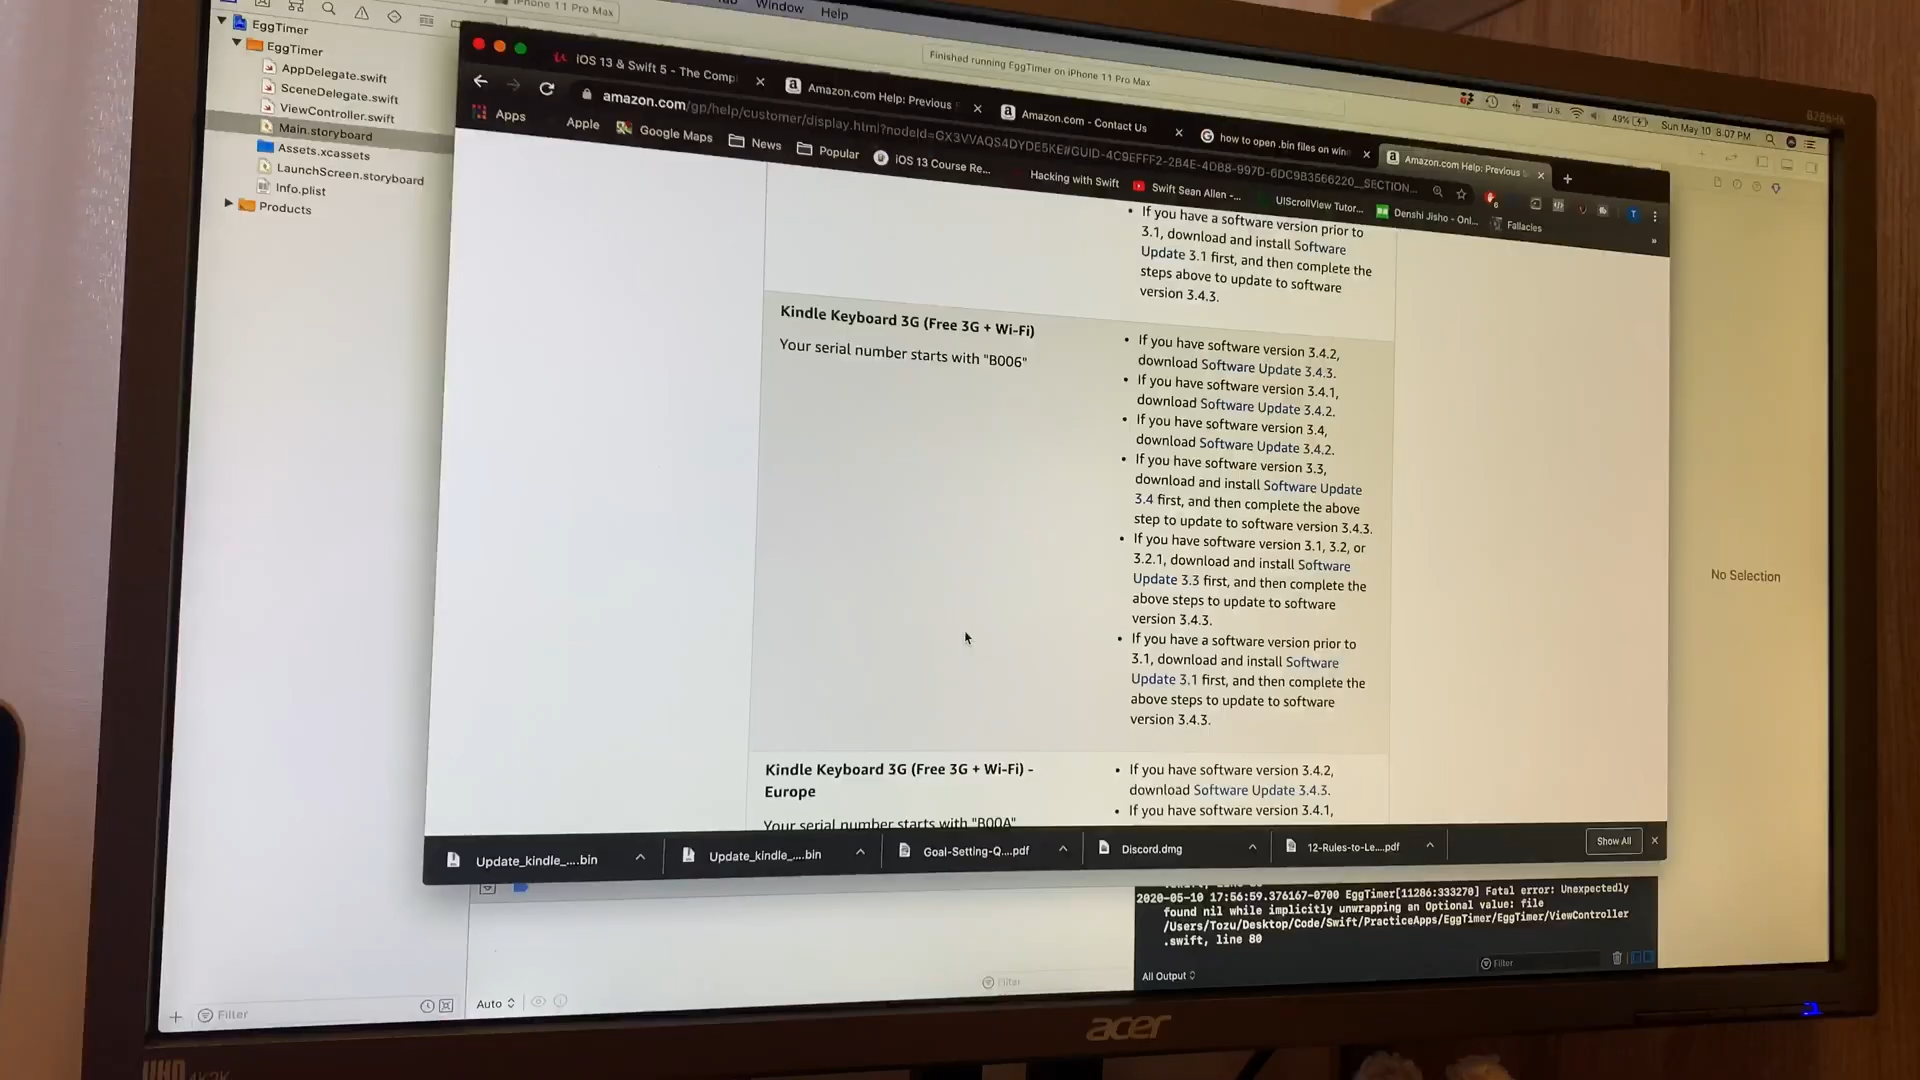 iPhone 11 Pro Max
Window Help
Finished running EggTimer on iPhone 11 Pro Max
U.S.
49%
Sun May 10 8:07 PM
EggTimer
EggTimer
AppDelegate.swift
SceneDelegate.swift
ViewController.swift
Main.storyboard
Assets.xcassets
LaunchScreen.storyboard
Info.plist
Products
iOS 13 & Swift 5 - The Comp
Amazon.com Help: Previous
Amazon.com - Contact Us
how to open .bin files on win
Amazon.com Help: Previous
amazon.com/gp/help/customer/display.html?nodeId=GX3VVAQS4DYDE5KE#GUID-4C9EFFF2-2B4E-4DB8-997D-6DC9B3566220__SECTION...
Apps
Apple
Google Maps
News
Popular
iOS 13 Course Re...
Hacking with Swift
Swift Sean Allen -...
UIScrollView Tutor...
Denshi Jisho - Onl...
Fallacies
»
• If you have a software version prior to
3.1, download and install Software
Update 3.1 first, and then complete the
steps above to update to software
version 3.4.3.
Kindle Keyboard 3G (Free 3G + Wi-Fi)
Your serial number starts with "B006"
• If you have software version 3.4.2,
download Software Update 3.4.3.
• If you have software version 3.4.1,
download Software Update 3.4.2.
• If you have software version 3.4,
download Software Update 3.4.2.
• If you have software version 3.3,
download and install Software Update
3.4 first, and then complete the above
step to update to software version 3.4.3.
• If you have software version 3.1, 3.2, or
3.2.1, download and install Software
Update 3.3 first, and then complete the
above steps to update to software
version 3.4.3.
• If you have a software version prior to
3.1, download and install Software
Update 3.1 first, and then complete the
above steps to update to software
version 3.4.3.
Kindle Keyboard 3G (Free 3G + Wi-Fi) -
Europe
Your serial number starts with "B00A"
• If you have software version 3.4.2,
download Software Update 3.4.3.
• If you have software version 3.4.1,
No Selection
Update_kindle_....bin
Update_kindle_....bin
Goal-Setting-Q....pdf
Discord.dmg
12-Rules-to-Le....pdf
Show All
2020-05-10 17:56:59.376167-0700 EggTimer[11286:333270] Fatal error: Unexpectedly
found nil while implicitly unwrapping an Optional value: file
/Users/Tozu/Desktop/Code/Swift/PracticeApps/EggTimer/EggTimer/ViewController
.swift, line 80
All Output
Filter
Filter
Auto
Filter
acer